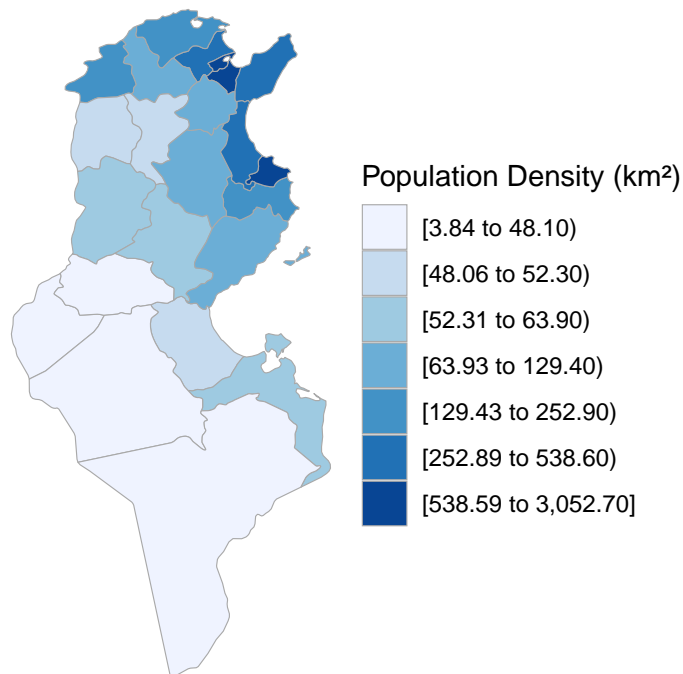 Population Density (km²)
[3.84 to 48.10)
[48.06 to 52.30)
[52.31 to 63.90)
[63.93 to 129.40)
[129.43 to 252.90)
[252.89 to 538.60)
[538.59 to 3,052.70]